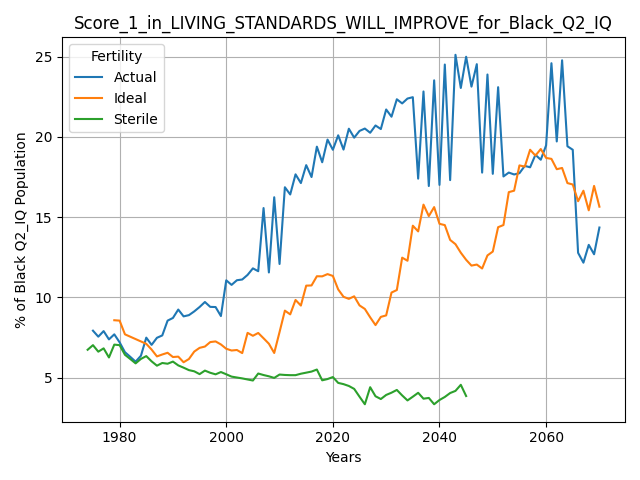 Score_1_in_LIVING_STANDARDS_WILL_IMPROVE_for_Black_Q2_IQ
Fertility
Actual
Ideal
Sterile
% of Black Q2_IQ Population
25
20
15
10
5
1980 2000 2020 2040 2060
Years